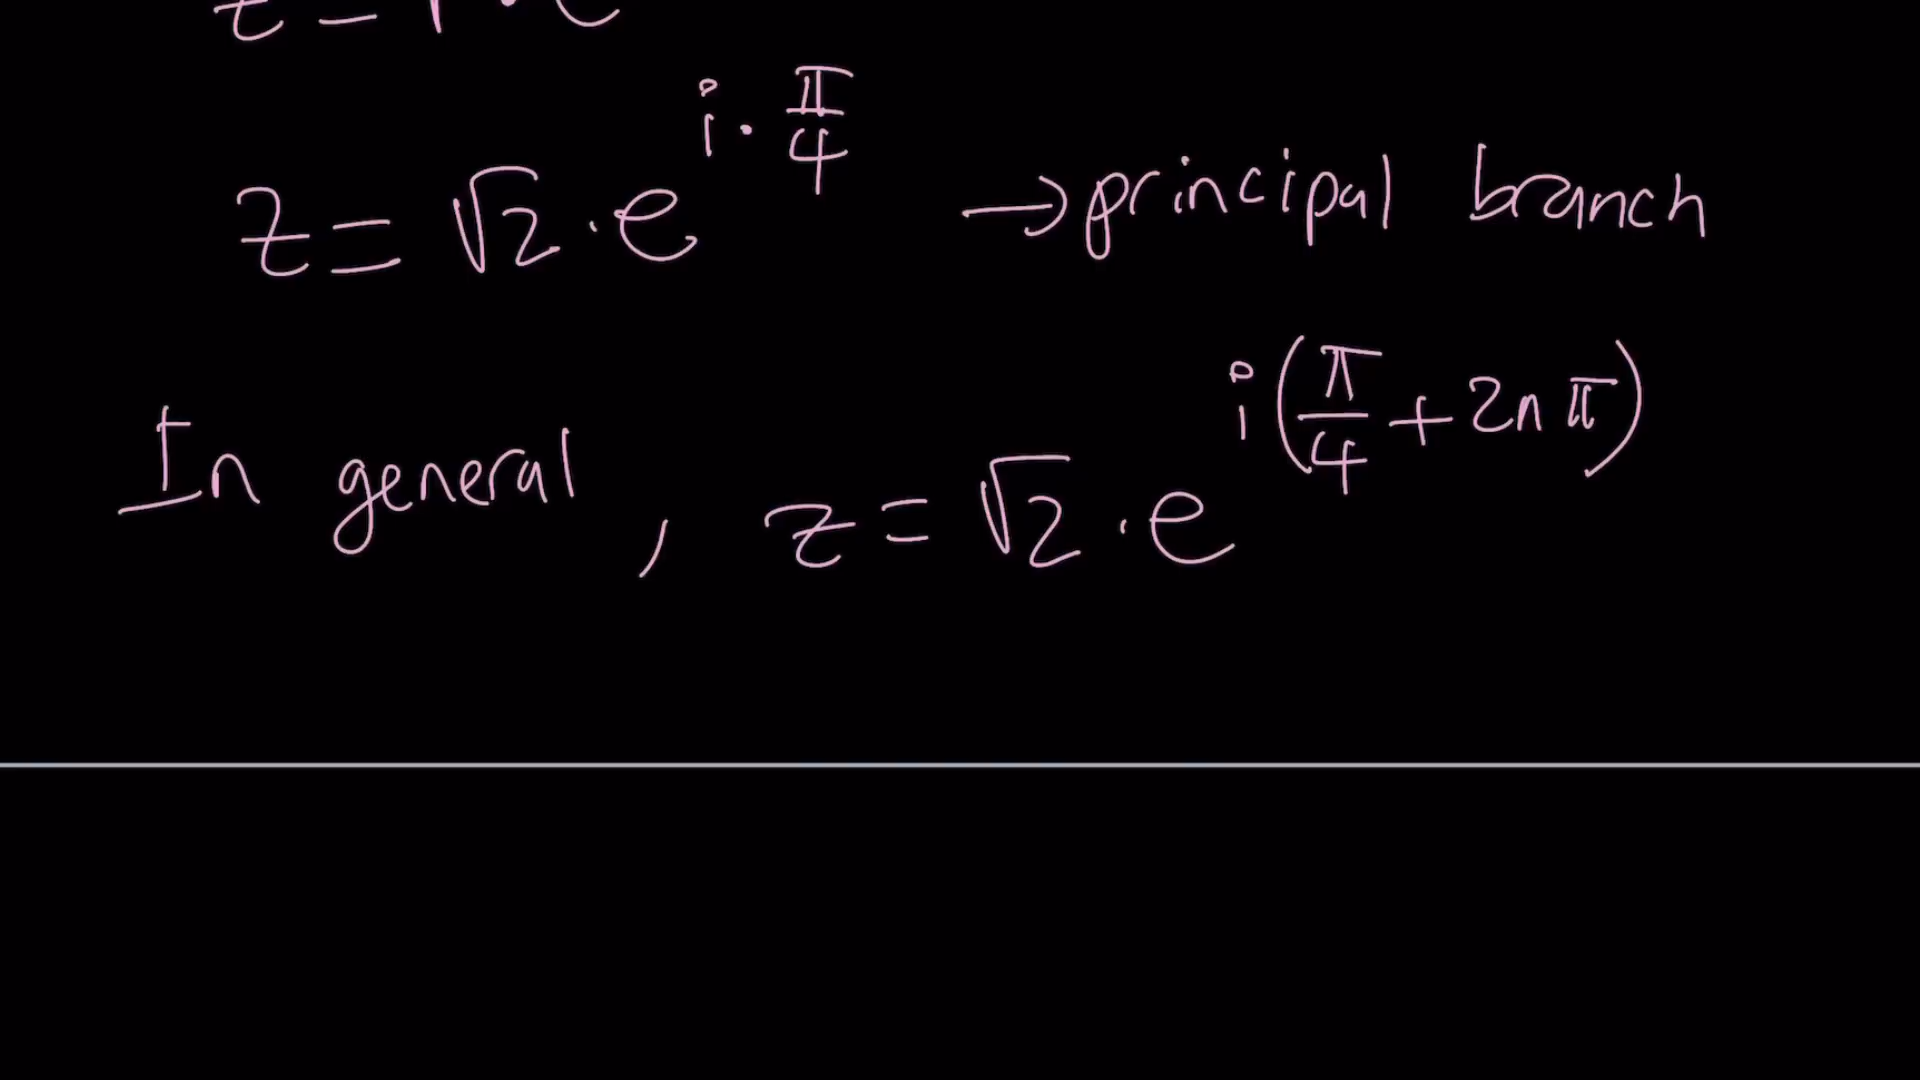 z = √2 · e^{i · π/4} → principal branch
In general, z = √2 · e^{i(π/4 + 2nπ)}